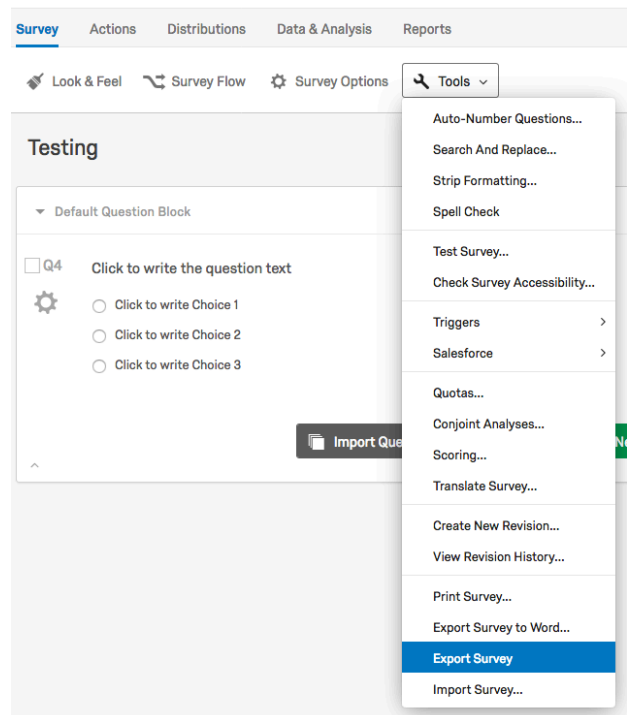 Survey Actions Distributions Data & Analysis Reports
Look & Feel Survey Flow Survey Options Tools
Auto-Number Questions...
Search And Replace...
Strip Formatting...
Spell Check
Test Survey...
Check Survey Accessibility...
Triggers
Salesforce
Quotas...
Conjoint Analyses...
Scoring...
Translate Survey...
Create New Revision...
View Revision History...
Print Survey...
Export Survey to Word...
Export Survey
Import Survey...
Testing
Default Question Block
Q4 Click to write the question text
Click to write Choice 1
Click to write Choice 2
Click to write Choice 3
Import Que